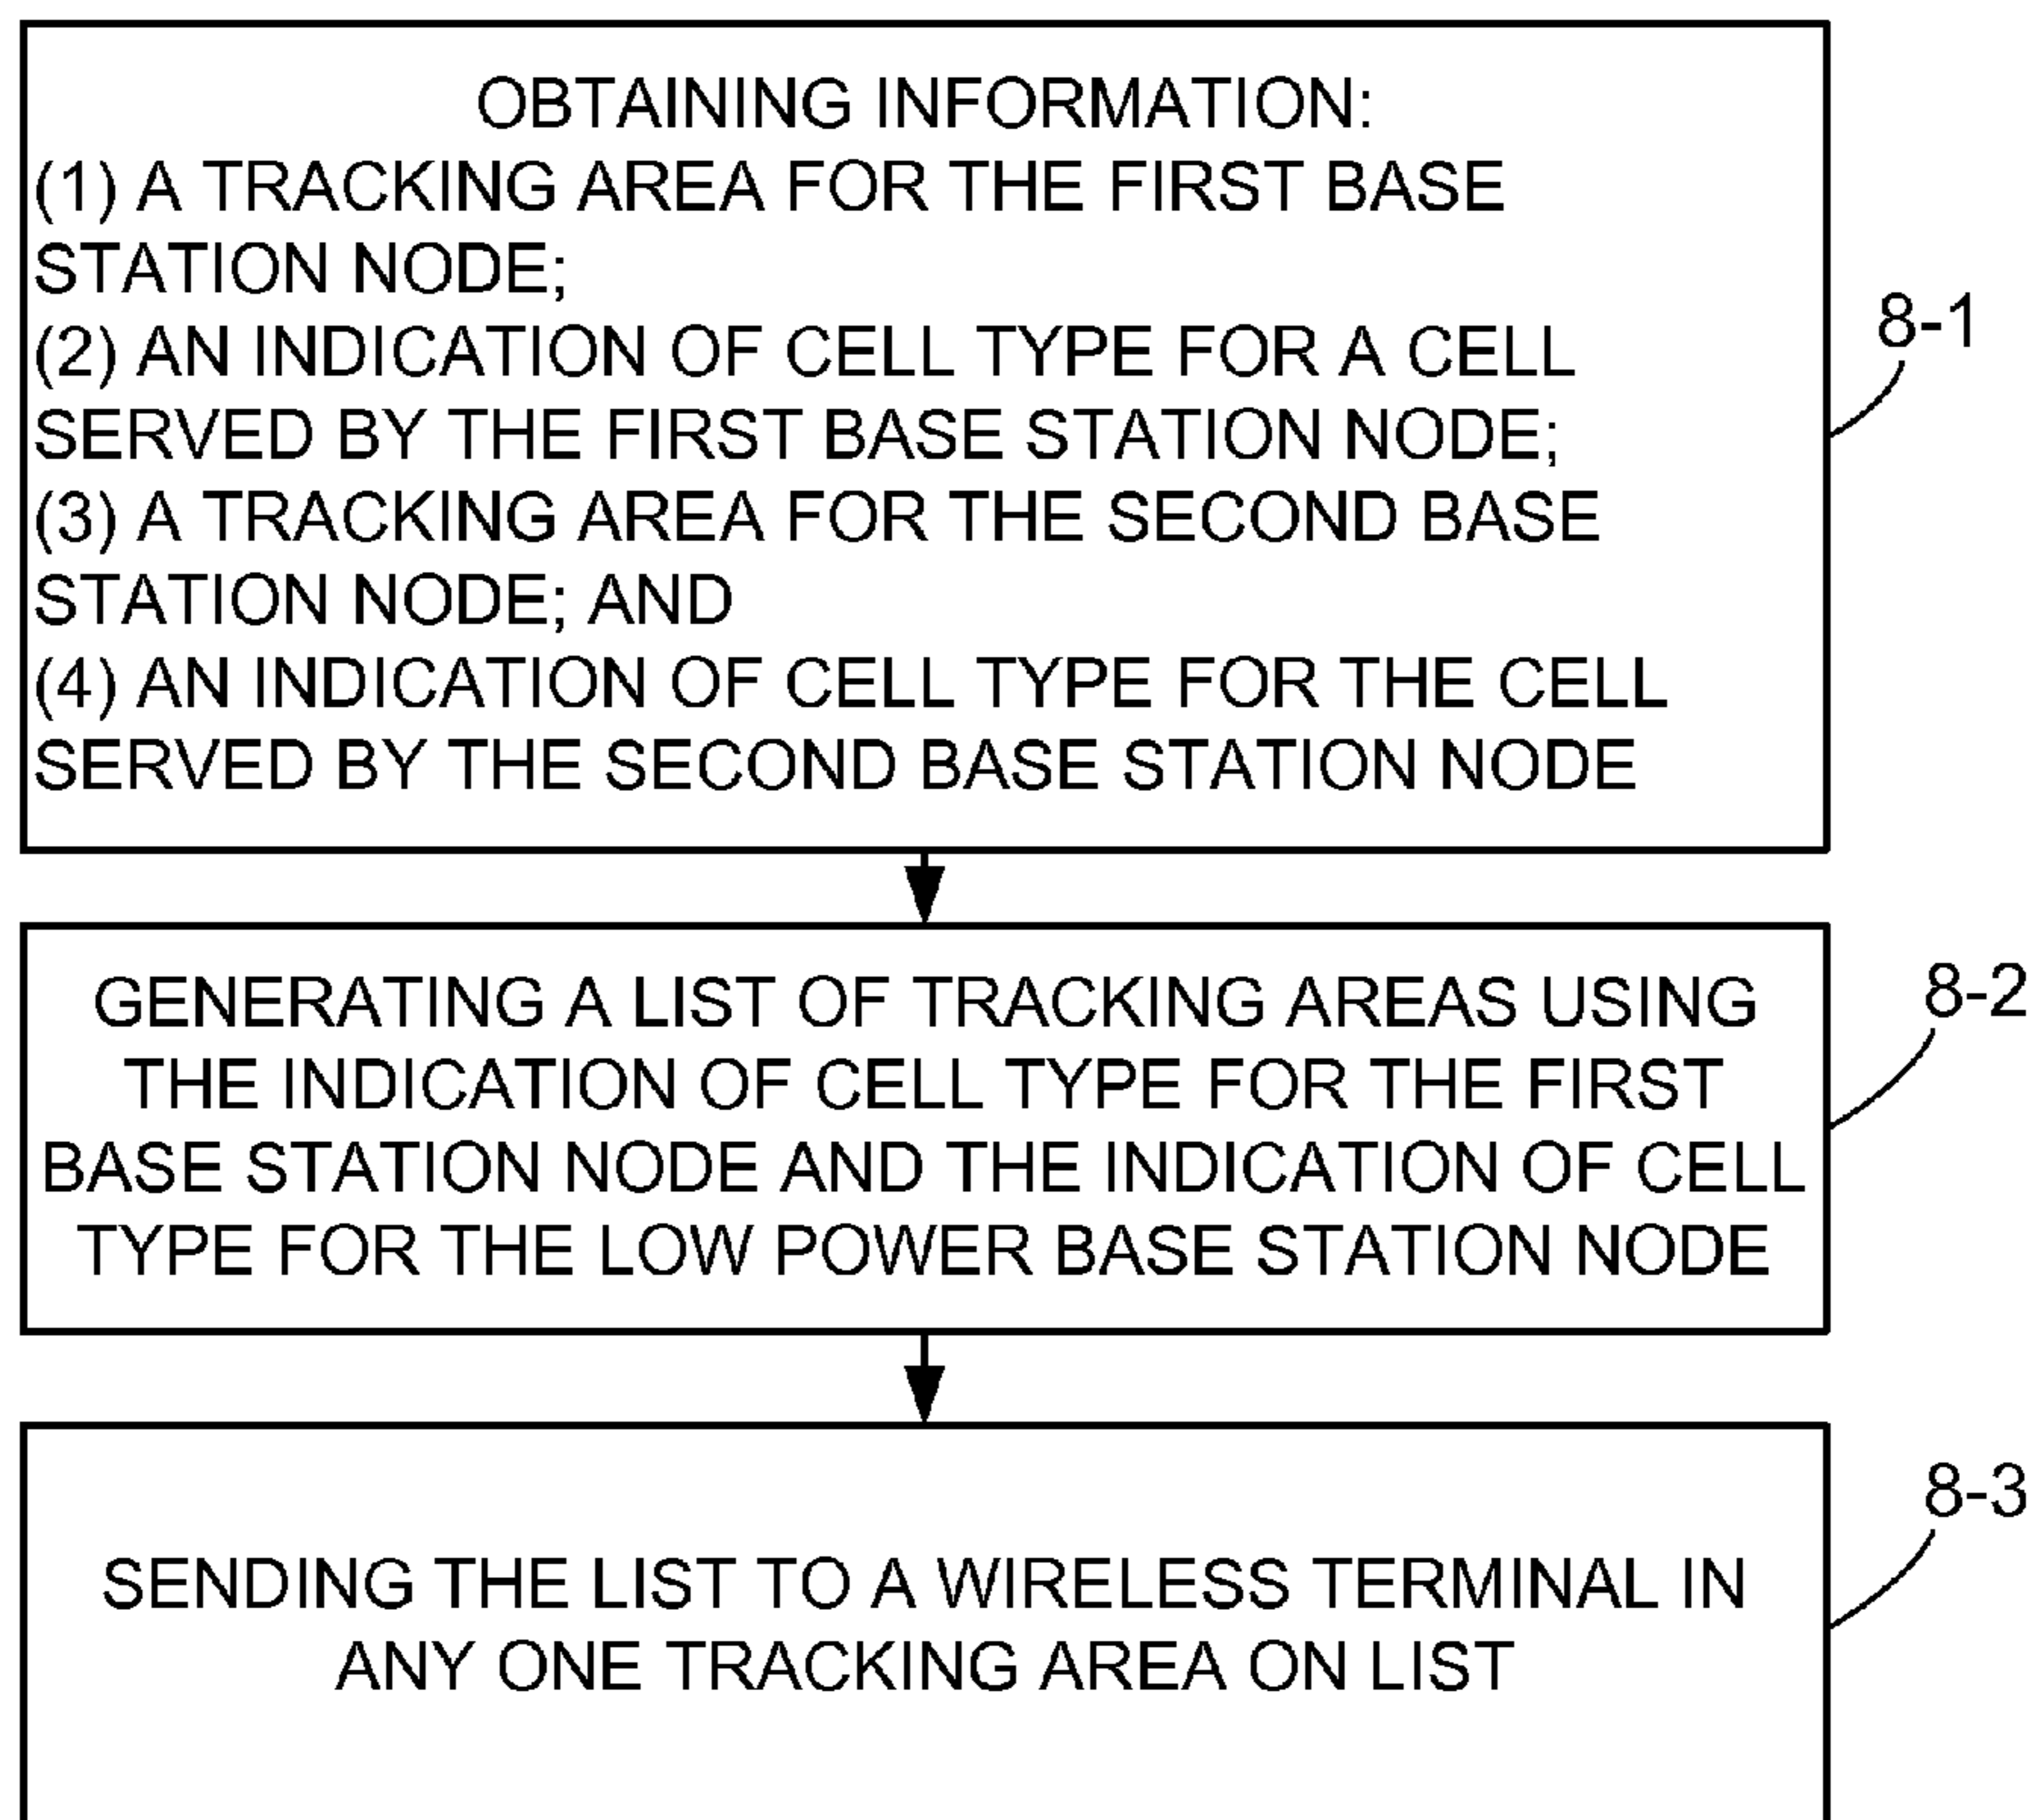 OBTAINING INFORMATION:
(1) A TRACKING AREA FOR THE FIRST BASE
STATION NODE;
(2) AN INDICATION OF CELL TYPE FOR A CELL
SERVED BY THE FIRST BASE STATION NODE;
(3) A TRACKING AREA FOR THE SECOND BASE
STATION NODE; AND
(4) AN INDICATION OF CELL TYPE FOR THE CELL
SERVED BY THE SECOND BASE STATION NODE
8-1
GENERATING A LIST OF TRACKING AREAS USING
THE INDICATION OF CELL TYPE FOR THE FIRST
BASE STATION NODE AND THE INDICATION OF CELL
TYPE FOR THE LOW POWER BASE STATION NODE
8-2
SENDING THE LIST TO A WIRELESS TERMINAL IN
ANY ONE TRACKING AREA ON LIST
8-3